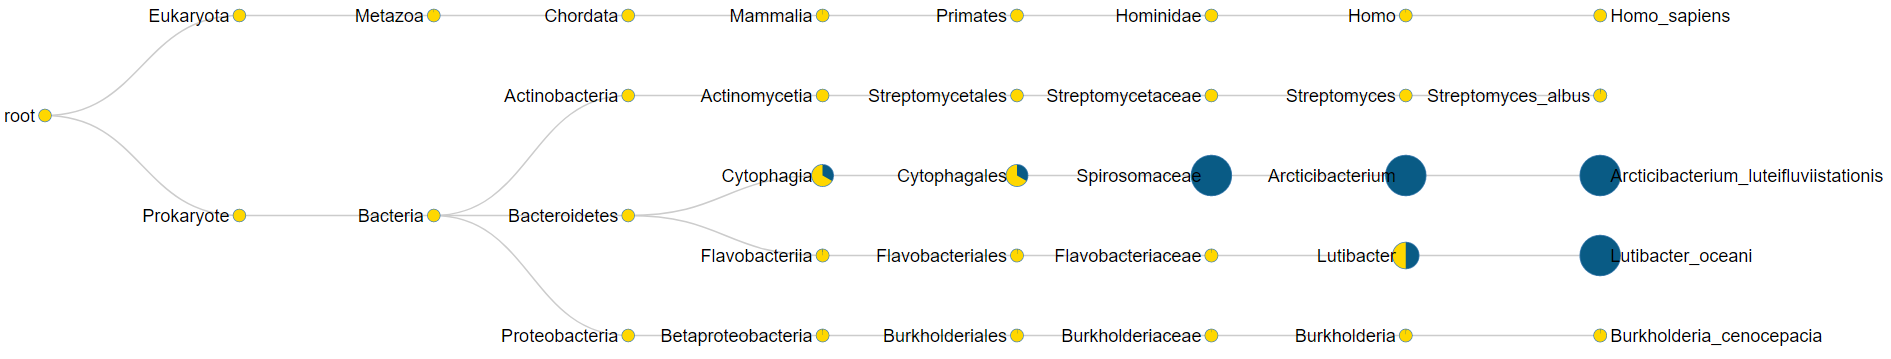 Eukaryota Metazoa Chordata Mammalia Primates Hominidae Homo Homo_sapiens
Actinobacteria Actinomycetia Streptomycetales Streptomycetaceae Streptomyces Streptomyces_albus
root
Cytophagia Cytophagales Spirosomaceae Arcticibacterium Arcticibacterium_luteifluviistationis
Prokaryote Bacteria Bacteroidetes
Flavobacteriia Flavobacteriales Flavobacteriaceae Lutibacter Lutibacter_oceani
Proteobacteria Betaproteobacteria Burkholderiales Burkholderiaceae Burkholderia Burkholderia_cenocepacia